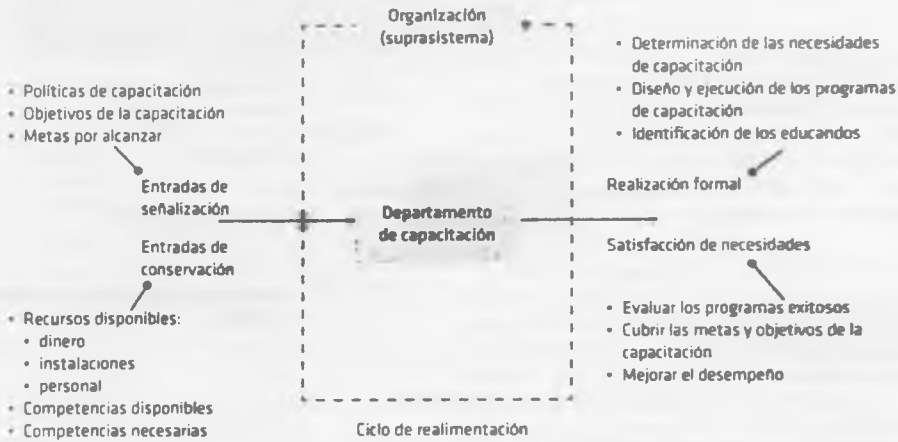 Organización
(suprasistema)
• Políticas de capacitación
• Objetivos de la capacitación
• Metas por alcanzar
Entradas de
señalización
Entradas de
conservación
• Recursos disponibles:
• dinero
• instalaciones
• personal
• Competencias disponibles
• Competencias necesarias
Departamento
de capacitación
• Determinación de las necesidades
de capacitación
• Diseño y ejecución de los programas
de capacitación
• Identificación de los educandos
Realización formal
Satisfacción de necesidades
• Evaluar los programas exitosos
• Cubrir las metas y objetivos de la
capacitación
• Mejorar el desempeño
Ciclo de realimentación